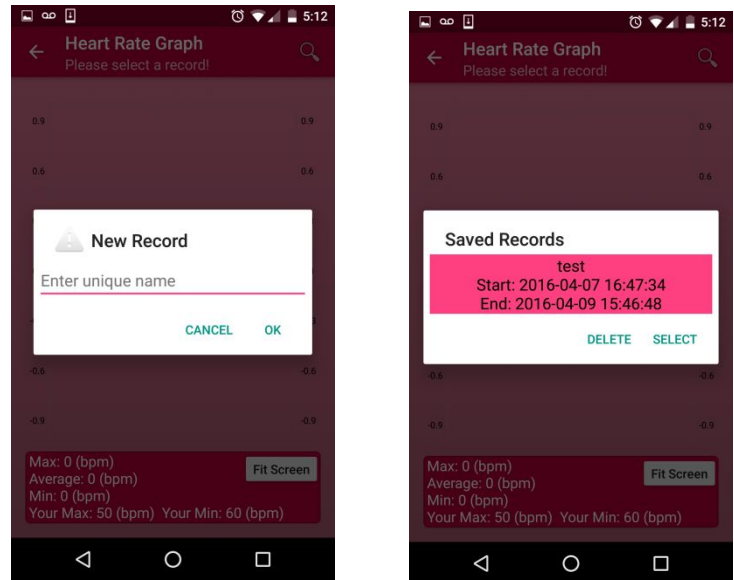 5:12
Heart Rate Graph
Please select a record!
0.9 0.9
0.6 0.6
New Record
Enter unique name
CANCEL OK
-0.6 -0.6
-0.9 -0.9
Max: 0 (bpm)
Average: 0 (bpm)
Min: 0 (bpm)
Your Max: 50 (bpm) Your Min: 60 (bpm)
Fit Screen
5:12
Heart Rate Graph
Please select a record!
0.9 0.9
0.6 0.6
Saved Records
test
Start: 2016-04-07 16:47:34
End: 2016-04-09 15:46:48
DELETE SELECT
-0.6 -0.6
-0.9 -0.9
Max: 0 (bpm)
Average: 0 (bpm)
Min: 0 (bpm)
Your Max: 50 (bpm) Your Min: 60 (bpm)
Fit Screen